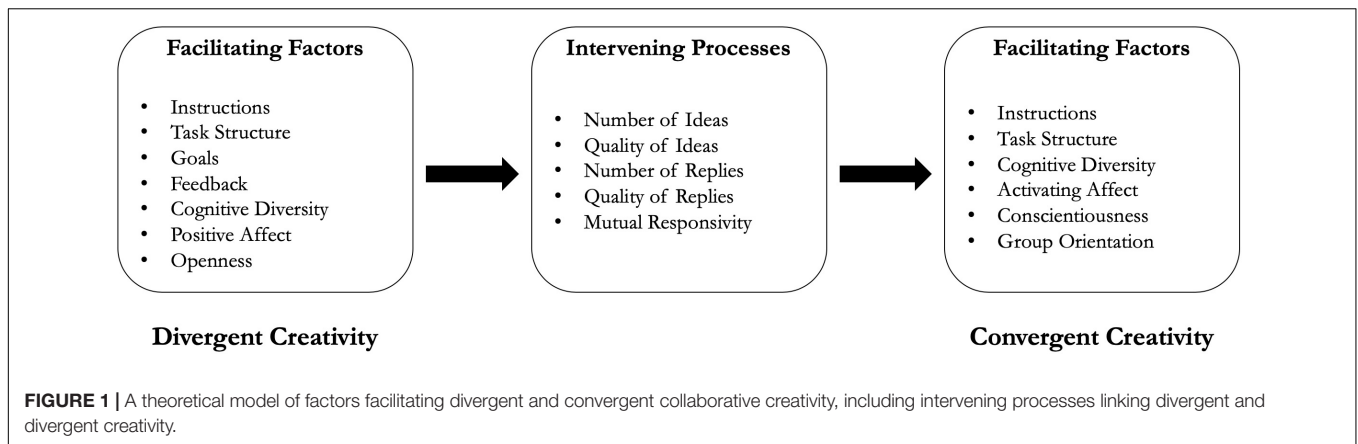 Facilitating Factors
• Instructions
• Task Structure
• Goals
• Feedback
• Cognitive Diversity
• Positive Affect
• Openness
Divergent Creativity
Intervening Processes
• Number of Ideas
• Quality of Ideas
• Number of Replies
• Quality of Replies
• Mutual Responsivity
Facilitating Factors
• Instructions
• Task Structure
• Cognitive Diversity
• Activating Affect
• Conscientiousness
• Group Orientation
Convergent Creativity
FIGURE 1 | A theoretical model of factors facilitating divergent and convergent collaborative creativity, including intervening processes linking divergent and
divergent creativity.